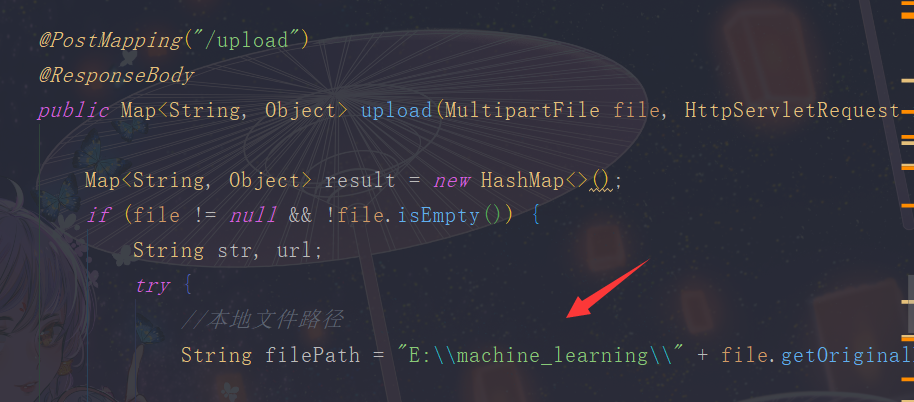 @PostMapping("/upload")
@ResponseBody
public Map<String, Object> upload(MultipartFile file, HttpServletRequest
Map<String, Object> result = new HashMap<>();
if (file != null && !file.isEmpty()) {
String str, url;
try {
//本地文件路径
String filePath = "E:\\machine_learning\\" + file.getOriginal